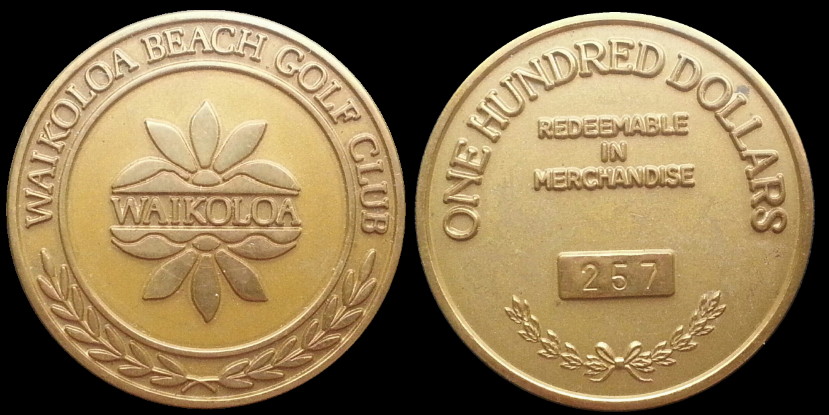 WAIKOLOA BEACH GOLF CLUB
WAIKOLOA
ONE HUNDRED DOLLARS
REDEEMABLE
IN
MERCHANDISE
257